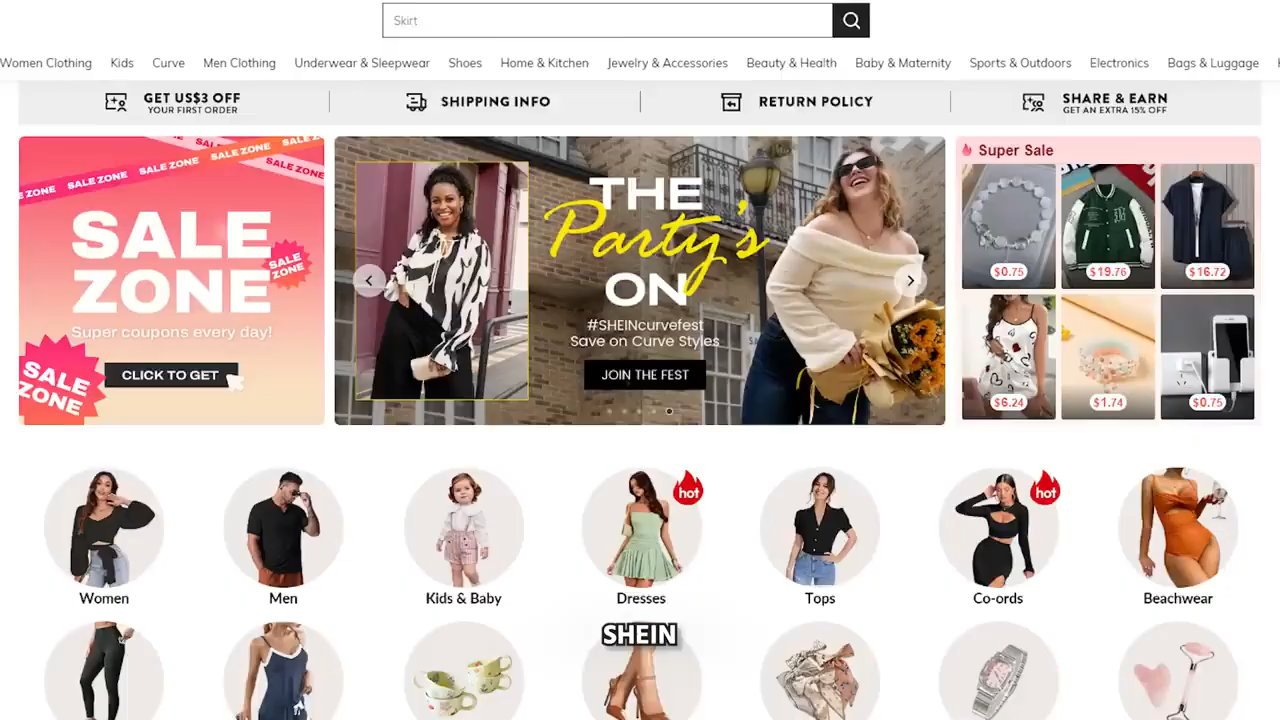 Skirt
Women Clothing
Kids
Curve
Men Clothing
Underwear & Sleepwear
Shoes
Home & Kitchen
Jewelry & Accessories
Beauty & Health
Baby & Maternity
Sports & Outdoors
Electronics
Bags & Luggage
GET US$3 OFF
YOUR FIRST ORDER
SHIPPING INFO
RETURN POLICY
SHARE & EARN
GET AN EXTRA 15% OFF
ZONE SALE ZONE SALE ZONE SALE ZONE SALE
SALE ZONE
SALE
ZONE
SALE
ZONE
Super coupons every day!
SALE
ZONE
CLICK TO GET
THE
Party's
ON
#SHEINcurvefest
Save on Curve Styles
JOIN THE FEST
Super Sale
$0.75
$19.76
$16.72
$6.24
$1.74
$0.75
hot
hot
Women
Men
Kids & Baby
Dresses
Tops
Co-ords
Beachwear
SHEIN